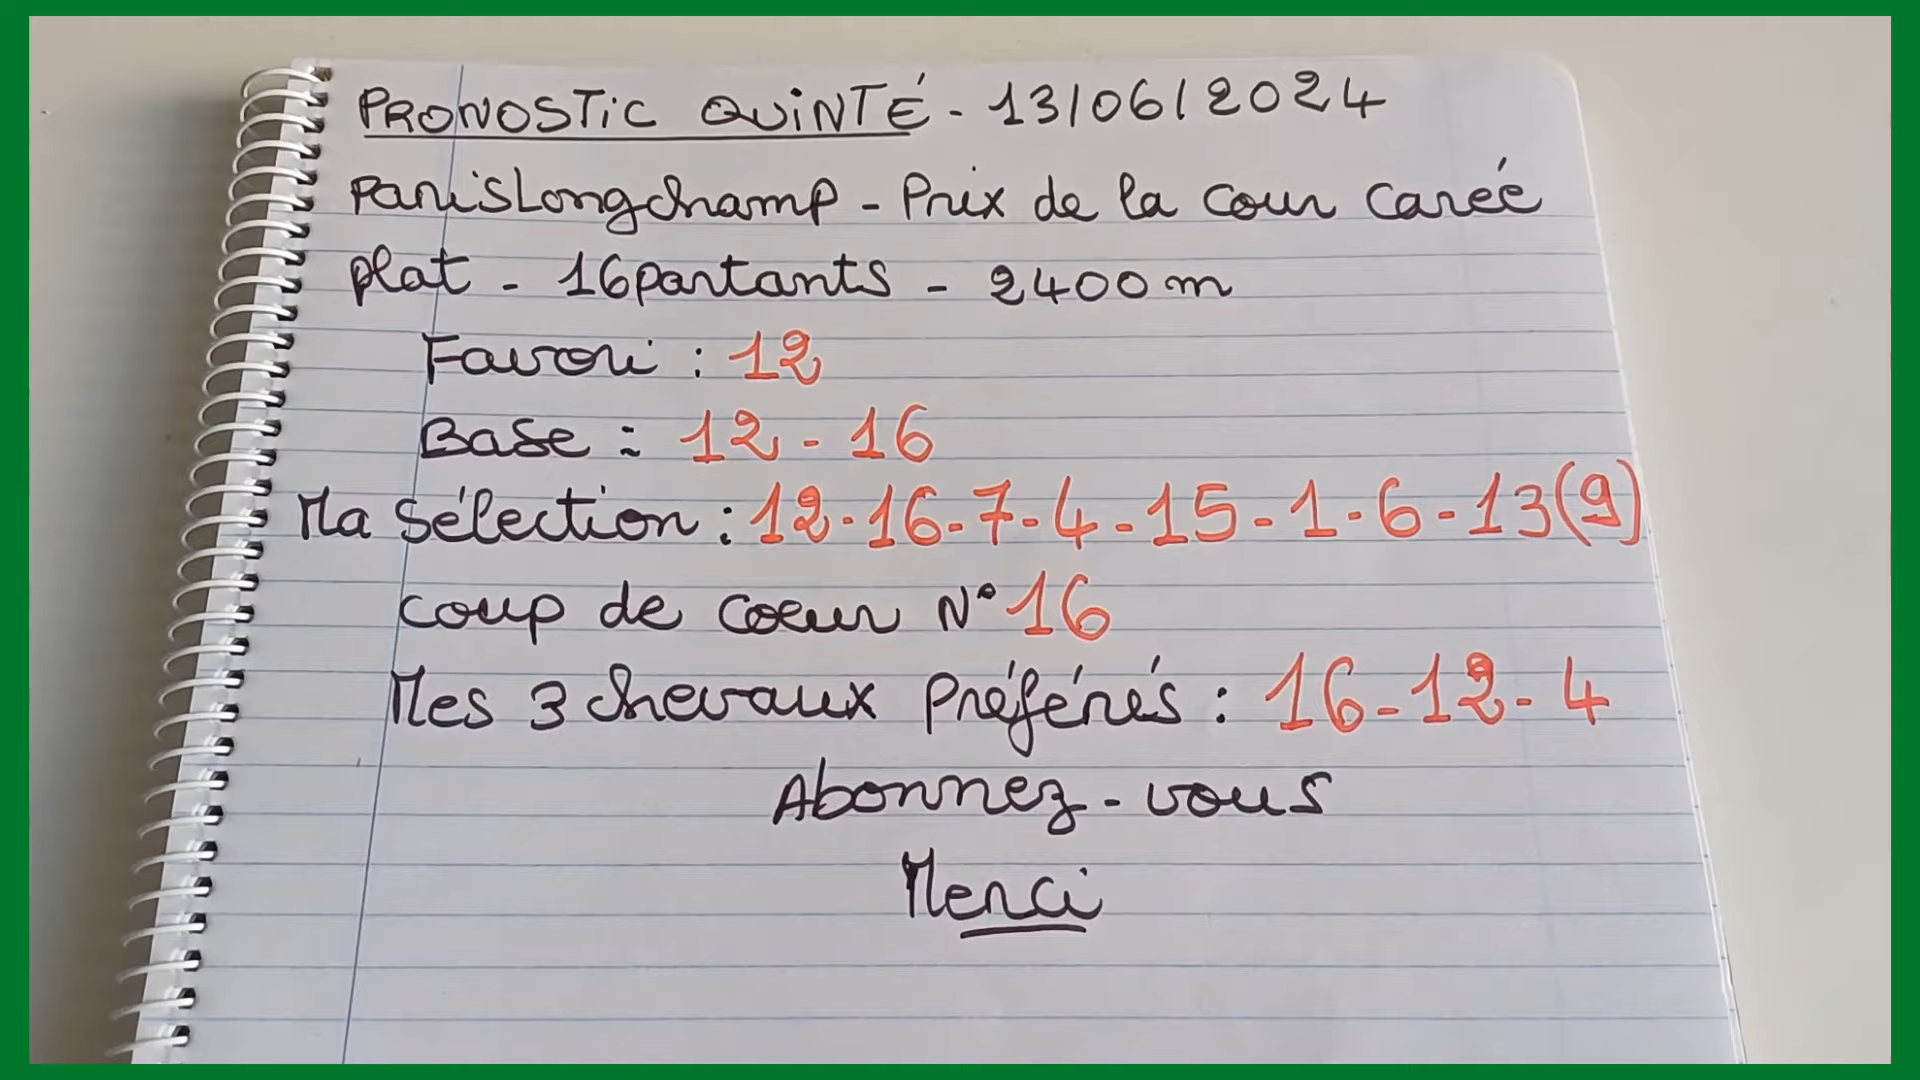 PRONOSTiC QUiNTÉ - 13/06/2024
PARisLongchamp - Prix de la cour carée
plat - 16 partants - 2400 m
Favori : 12
Base : 12 - 16
Ma sélection : 12 - 16 - 7 - 4 - 15 - 1 - 6 - 13 (9)
coup de coeur N° 16
Mes 3 chevaux préférés : 16 - 12 - 4
Abonnez-vous
Merci